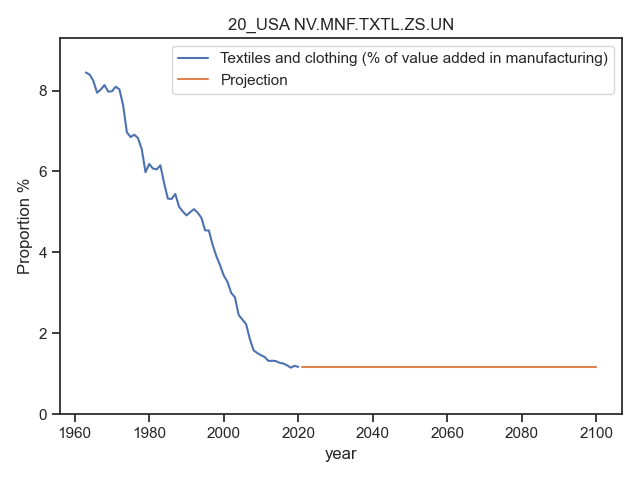 20_USA NV.MNF.TXTL.ZS.UN
Textiles and clothing (% of value added in manufacturing)
Projection
Proportion %
8
6
4
2
0
1960 1980 2000 2020 2040 2060 2080 2100
year